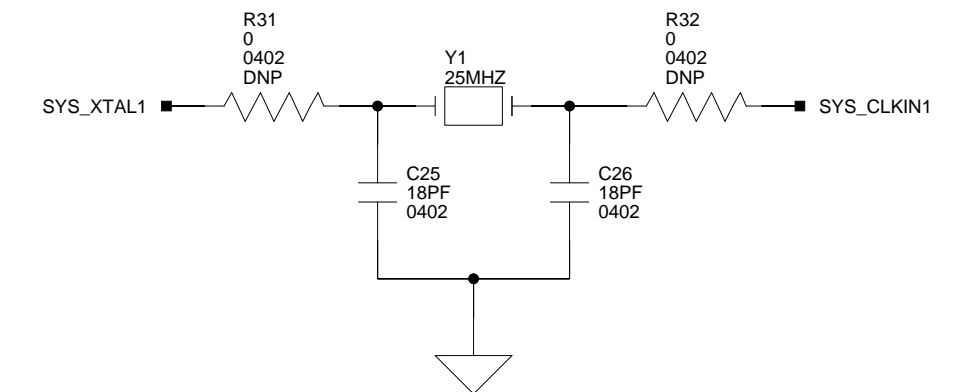 R31
0
0402
DNP
R32
0
0402
DNP
Y1
25MHZ
SYS_XTAL1
SYS_CLKIN1
C25
18PF
0402
C26
18PF
0402